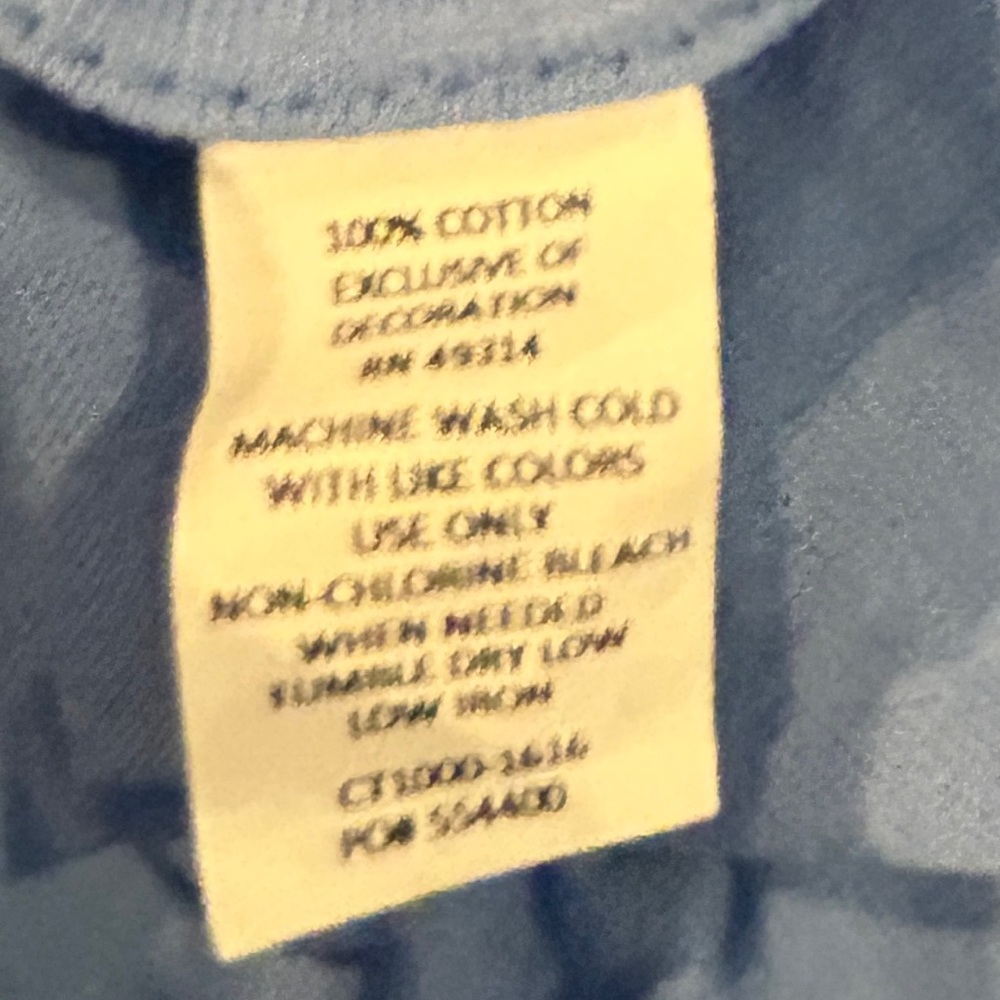 100% COTTON
EXCLUSIVE OF
DECORATION
RN 49314
MACHINE WASH COLD
WITH LIKE COLORS
USE ONLY
NON-CHLORINE BLEACH
WHEN NEEDED
TUMBLE DRY LOW
LOW IRON
CT1000-1616
PO# 554400